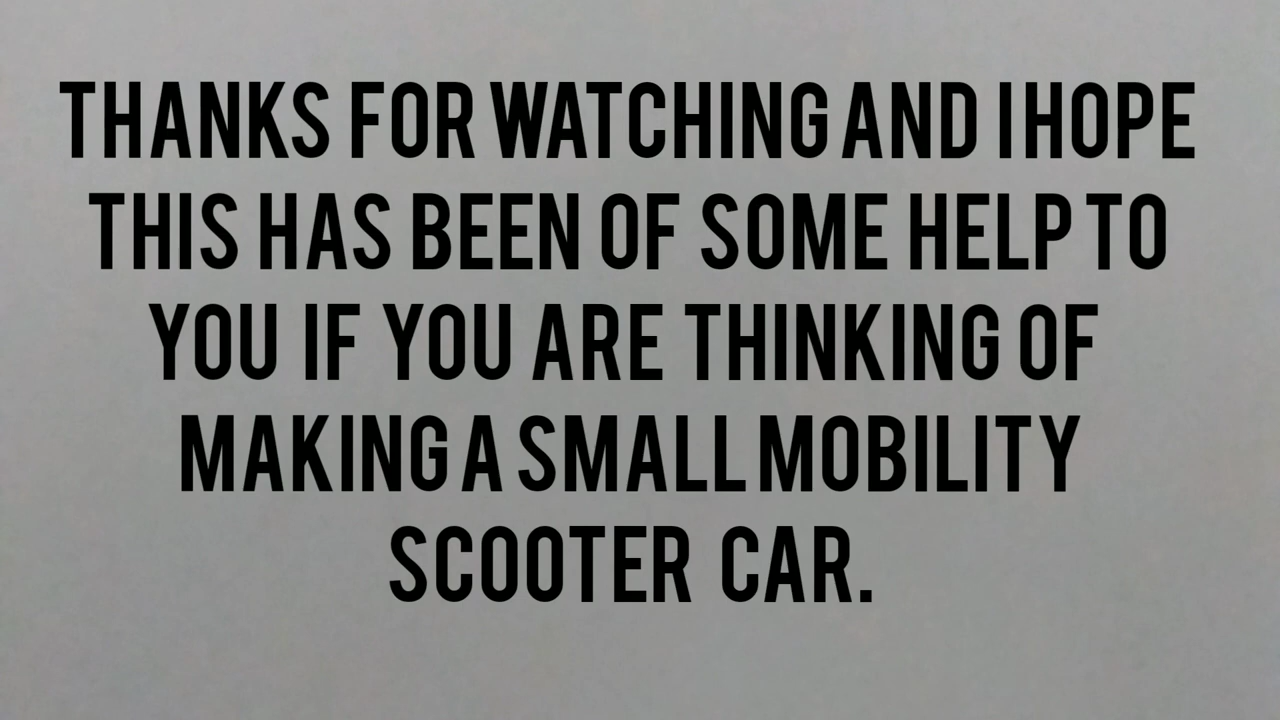 THANKS FOR WATCHING AND I HOPE
THIS HAS BEEN OF SOME HELP TO
YOU IF YOU ARE THINKING OF
MAKING A SMALL MOBILITY
SCOOTER CAR.